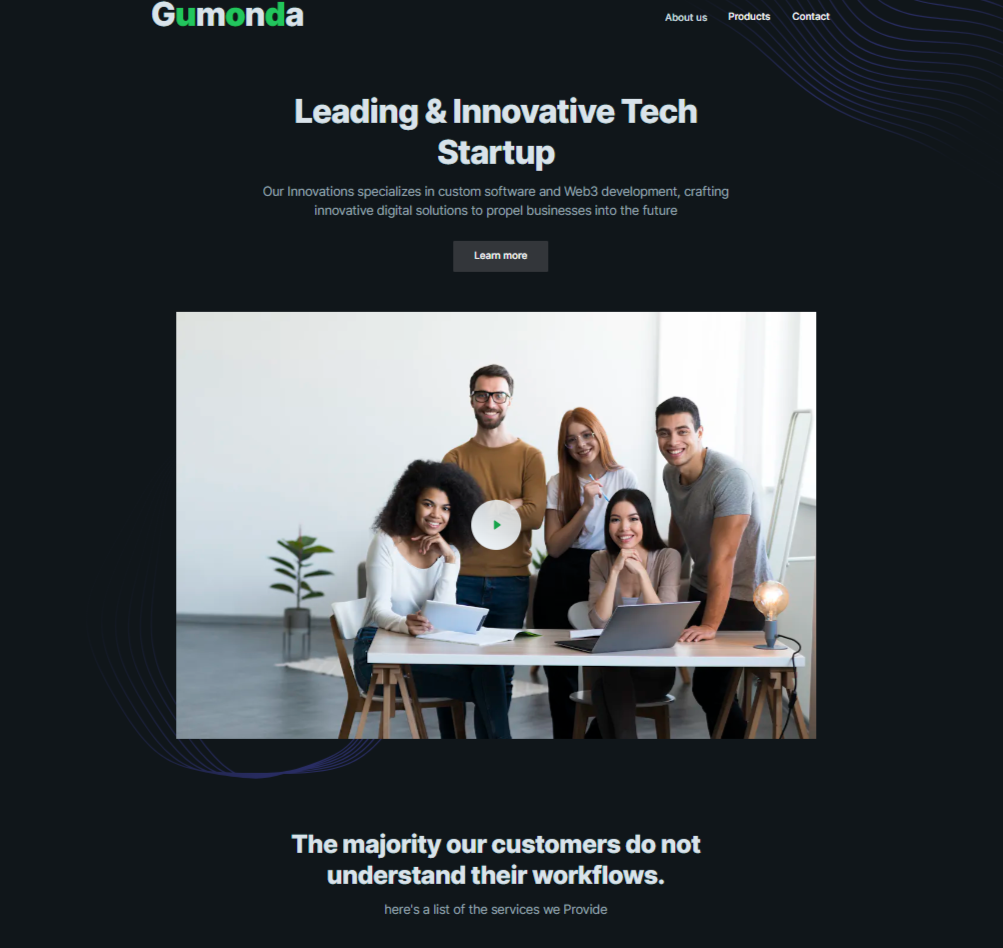 Gumonda
About us
Products
Contact
Leading & Innovative Tech
Startup
Our Innovations specializes in custom software and Web3 development, crafting
innovative digital solutions to propel businesses into the future
Learn more
The majority our customers do not
understand their workflows.
here's a list of the services we Provide